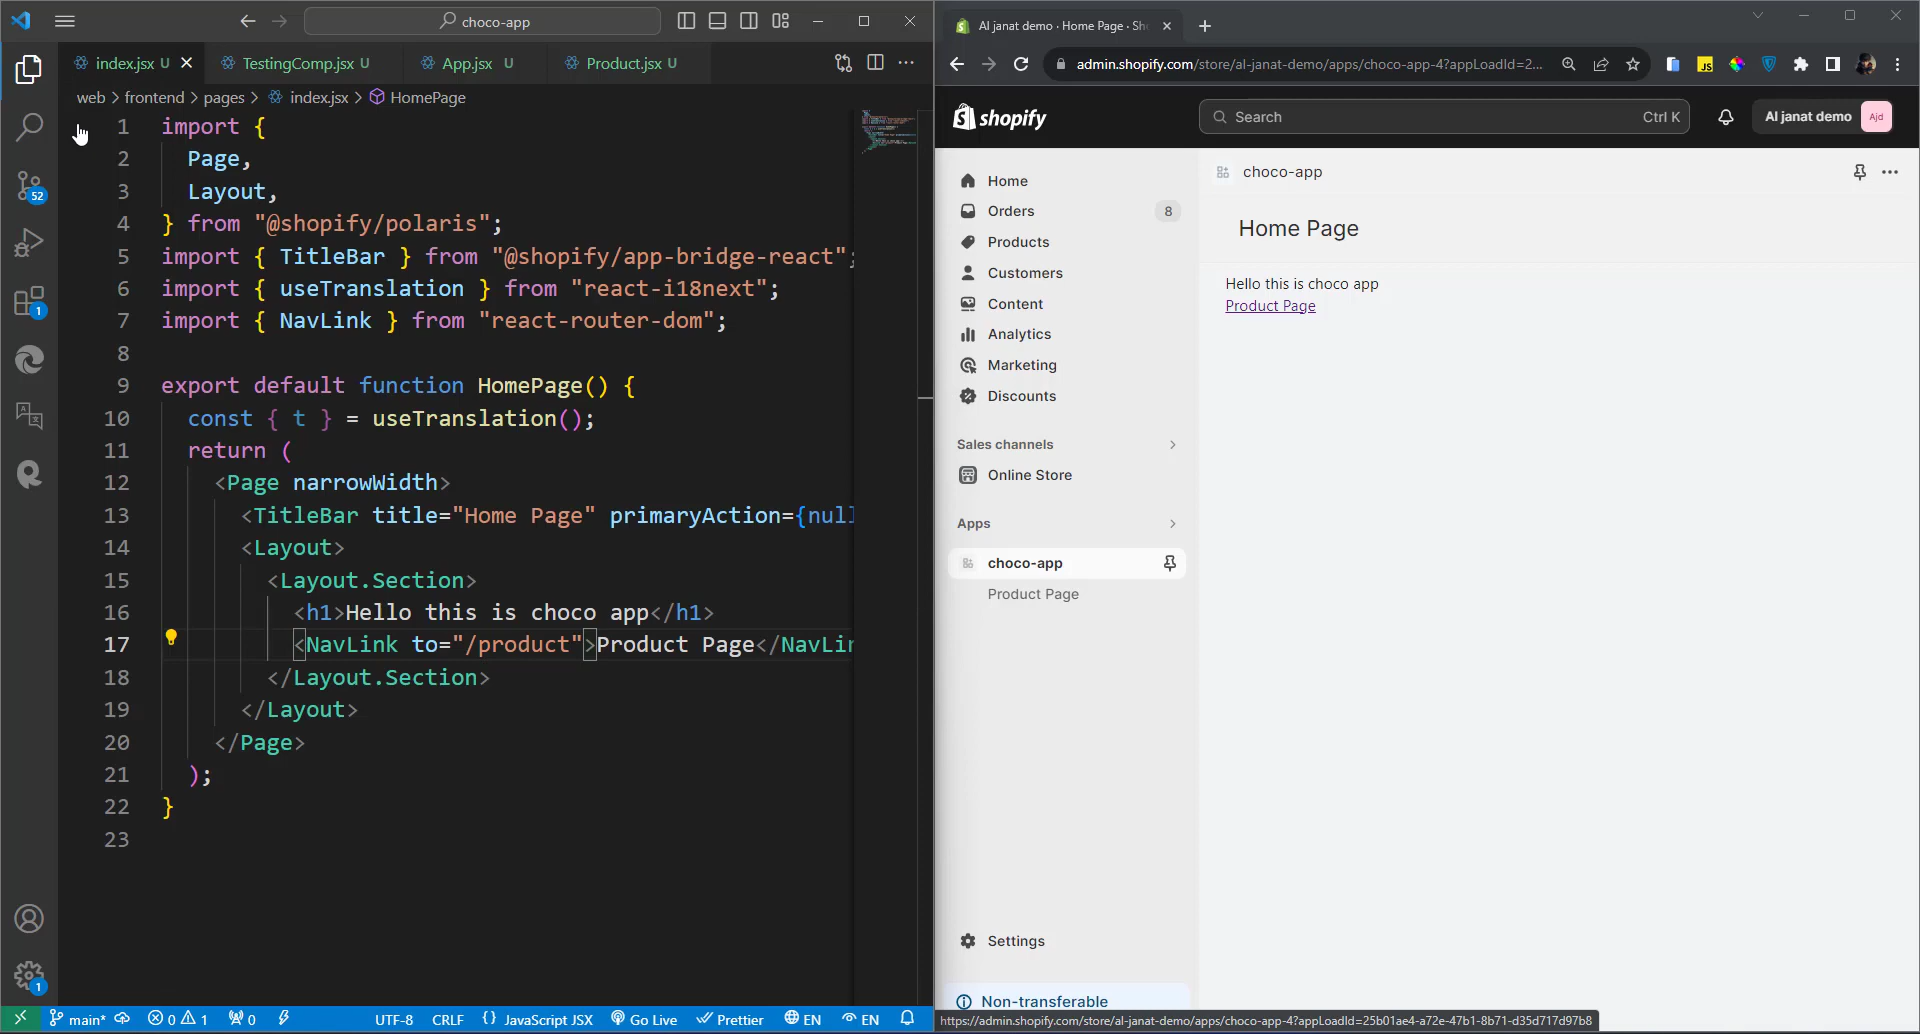 choco-app
index.jsx U
TestingComp.jsx U
App.jsx U
Product.jsx U
web > frontend > pages > index.jsx > HomePage
1 import {
2 Page,
3 Layout,
4 } from "@shopify/polaris";
5 import { TitleBar } from "@shopify/app-bridge-react";
6 import { useTranslation } from "react-i18next";
7 import { NavLink } from "react-router-dom";
8
9 export default function HomePage() {
10 const { t } = useTranslation();
11 return (
12 <Page narrowWidth>
13 <TitleBar title="Home Page" primaryAction={null
14 <Layout>
15 <Layout.Section>
16 <h1>Hello this is choco app</h1>
17 <NavLink to="/product">Product Page</NavLin
18 </Layout.Section>
19 </Layout>
20 </Page>
21 );
22 }
23
52
1
1
main* 0 1 0 UTF-8 CRLF {} JavaScript JSX Go Live Prettier EN EN
Al janat demo · Home Page · Sh
admin.shopify.com/store/al-janat-demo/apps/choco-app-4?appLoadId=2...
JS
shopify
Search Ctrl K
Al janat demo Ajd
Home
Orders 8
Products
Customers
Content
Analytics
Marketing
Discounts
Sales channels
Online Store
Apps
choco-app
Product Page
Settings
Non-transferable
choco-app
Home Page
Hello this is choco app
Product Page
https://admin.shopify.com/store/al-janat-demo/apps/choco-app-4?appLoadId=25b01ae4-a72e-47b1-8b71-d35d717d97b8